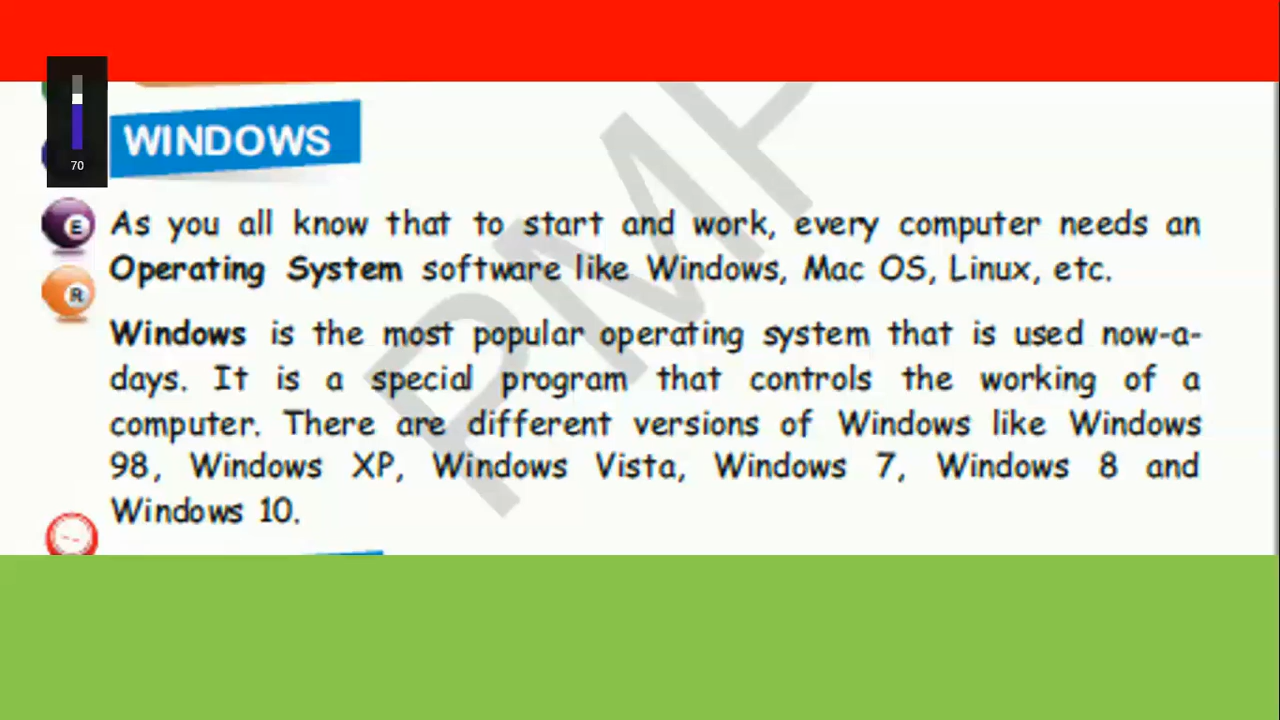 WINDOWS
70
E
As you all know that to start and work, every computer needs an
Operating System software like Windows, Mac OS, Linux, etc.
R
Windows is the most popular operating system that is used now-a-
days. It is a special program that controls the working of a
computer. There are different versions of Windows like Windows
98, Windows XP, Windows Vista, Windows 7, Windows 8 and
Windows 10.